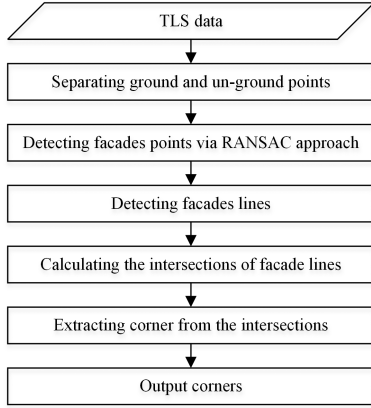 TLS data
Separating ground and un-ground points
Detecting facades points via RANSAC approach
Detecting facades lines
Calculating the intersections of facade lines
Extracting corner from the intersections
Output corners